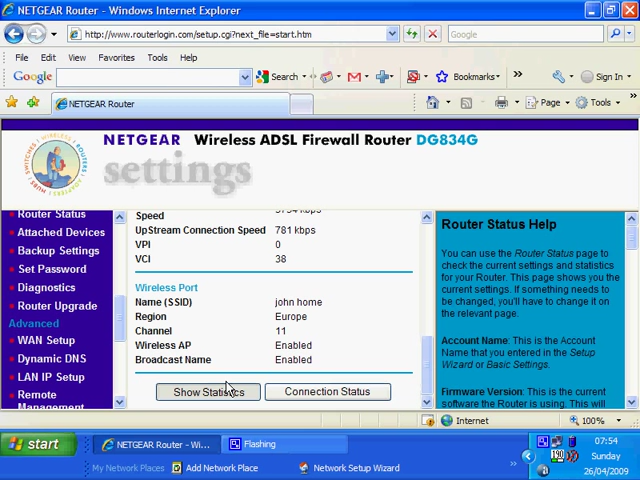 NETGEAR Router - Windows Internet Explorer
http://www.routerlogin.com/setup.cgi?next_file=start.htm
Google
File Edit View Favorites Tools Help
Google Search Bookmarks Sign In
NETGEAR Router
Page Tools
NETGEAR Wireless ADSL Firewall Router DG834G
settings
Router Status
Attached Devices
Backup Settings
Set Password
Diagnostics
Router Upgrade
Advanced
WAN Setup
Dynamic DNS
LAN IP Setup
Remote
Management
Speed
UpStream Connection Speed 781 kbps
VPI 0
VCI 38
Wireless Port
Name (SSID) john home
Region Europe
Channel 11
Wireless AP Enabled
Broadcast Name Enabled
Show Statistics Connection Status
Router Status Help
You can use the Router Status page to
check the current settings and statistics
for your Router. This page shows you the
current settings. If something needs to
be changed, you'll have to change it on
the relevant page.
Account Name: This is the Account
Name that you entered in the Setup
Wizard or Basic Settings.
Firmware Version: This is the current
software the Router is using. This will
Internet 100%
start NETGEAR Router - Wi... Flashing
My Network Places Add Network Place Network Setup Wizard
07:54
Sunday
26/04/2009